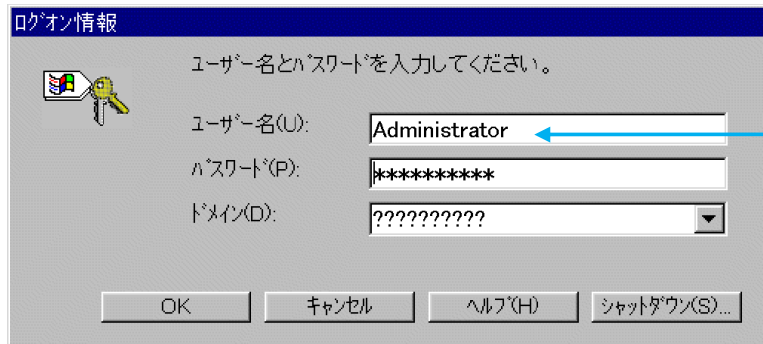 ログオン情報
ユーザー名とパスワードを入力してください。
ユーザー名(U):
Administrator
パスワード(P):
**********
ドメイン(D):
??????????
OK キャンセル ヘルプ(H) シャットダウン(S)...